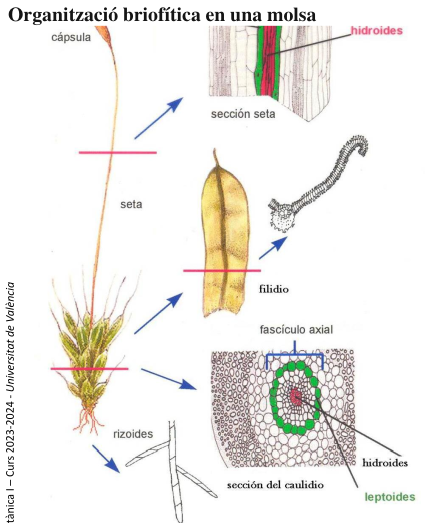 Organització briofítica en una molsa
cápsula
hidroides
sección seta
seta
filidio
fascículo axial
rizoides
hidroides
sección del caulidio
leptoides
tànica I – Curs 2023-2024 - Universitat de València